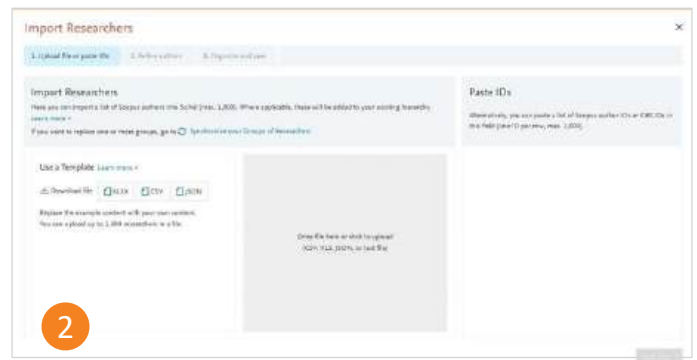 Import Researchers
1. Upload file or paste IDs 2. Refine authors 3. Organize and save
Import Researchers
Here you can import a list of Scopus authors into SciVal (max. 1,000). Where applicable, these will be added to your existing hierarchy.
Learn more
If you want to replace one or more groups, go to Synchronize your Groups of Researchers
Paste IDs
Alternatively, you can paste a list of Scopus author IDs or ORCIDs in
this field (one ID per row, max. 1,000).
Use a Template Learn more
Download file XLSX CSV JSON
Replace the example content with your own content.
You can upload up to 1,000 researchers in a file.
Drop file here or click to upload
(CSV, XLS, JSON, or text file)
2